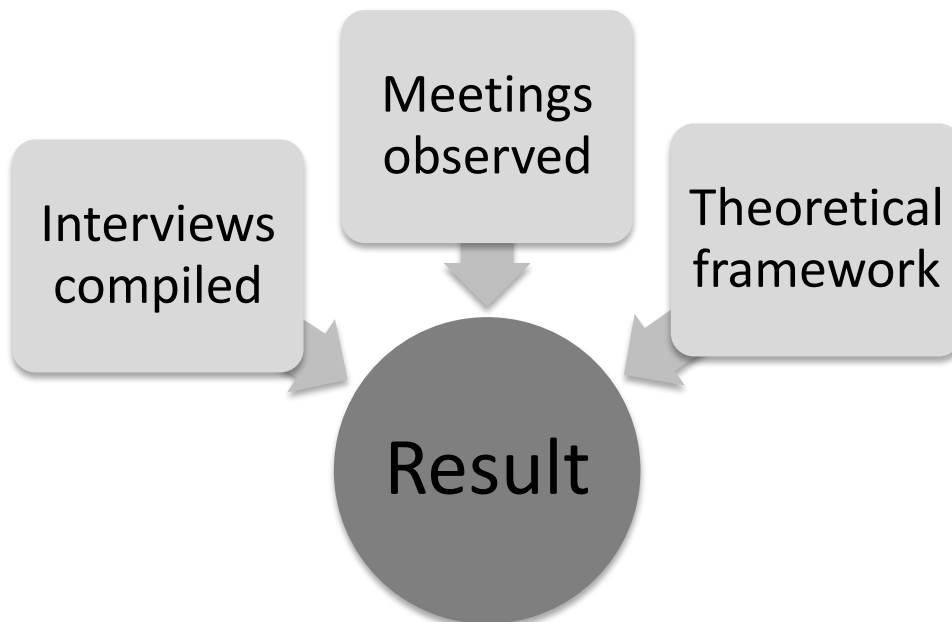 Interviews
compiled
Meetings
observed
Theoretical
framework
Result